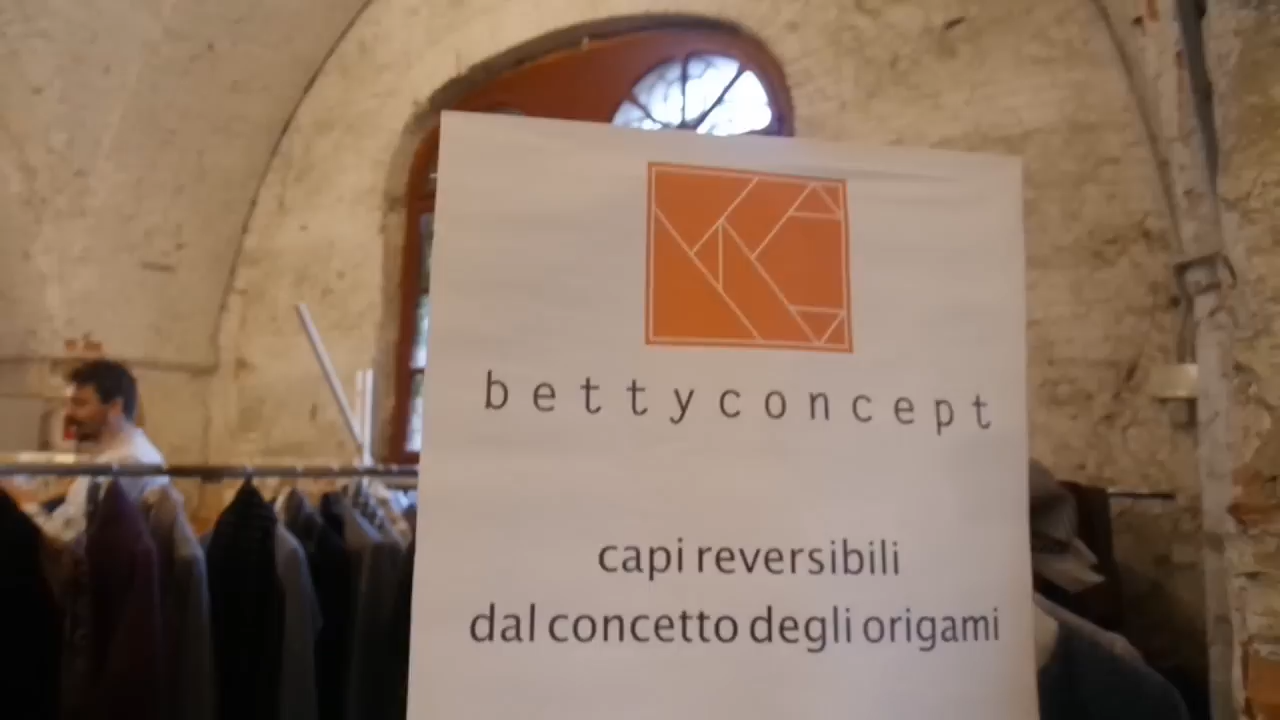 bettyconcept
capi reversibili
dal concetto degli origami